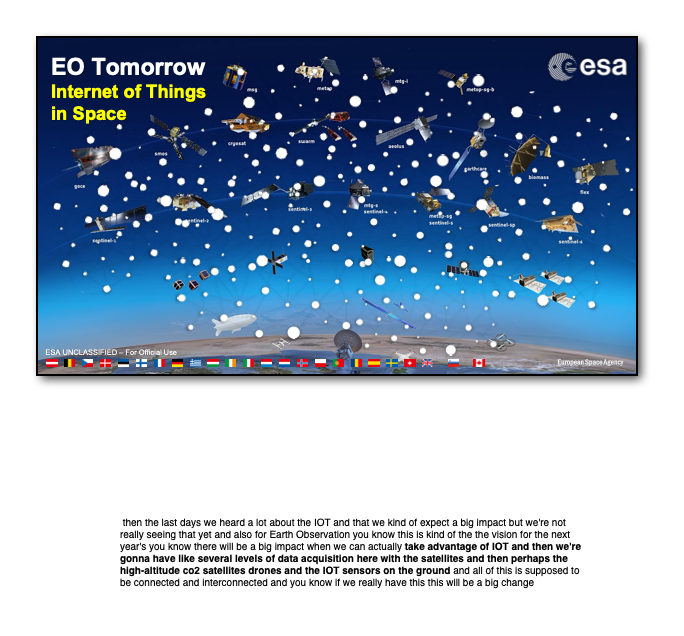 EO Tomorrow
Internet of Things
in Space
esa
msg
metop
mtg-i
metop-sg-b
smos
cryosat
swarm
aeolus
earthcare
biomass
goce
flex
sentinel-1
sentinel-2
sentinel-3
mtg-s
sentinel-4
metop-sg
sentinel-5
sentinel-5p
sentinel-6
ESA UNCLASSIFIED – For Official Use
European Space Agency
then the last days we heard a lot about the IOT and that we kind of expect a big impact but we're not
really seeing that yet and also for Earth Observation you know this is kind of the the vision for the next
year's you know there will be a big impact when we can actually take advantage of IOT and then we're
gonna have like several levels of data acquisition here with the satellites and then perhaps the
high-altitude co2 satellites drones and the IOT sensors on the ground and all of this is supposed to
be connected and interconnected and you know if we really have this this will be a big change